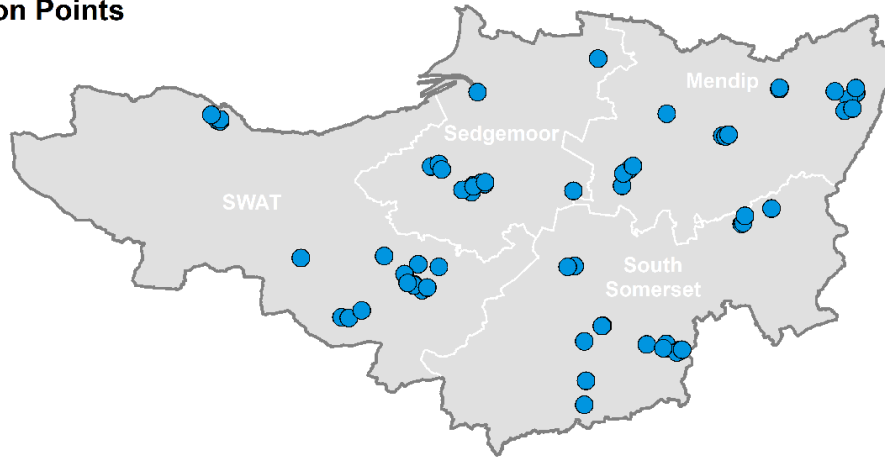 on Points
Mendip
Sedgemoor
SWAT
South
Somerset